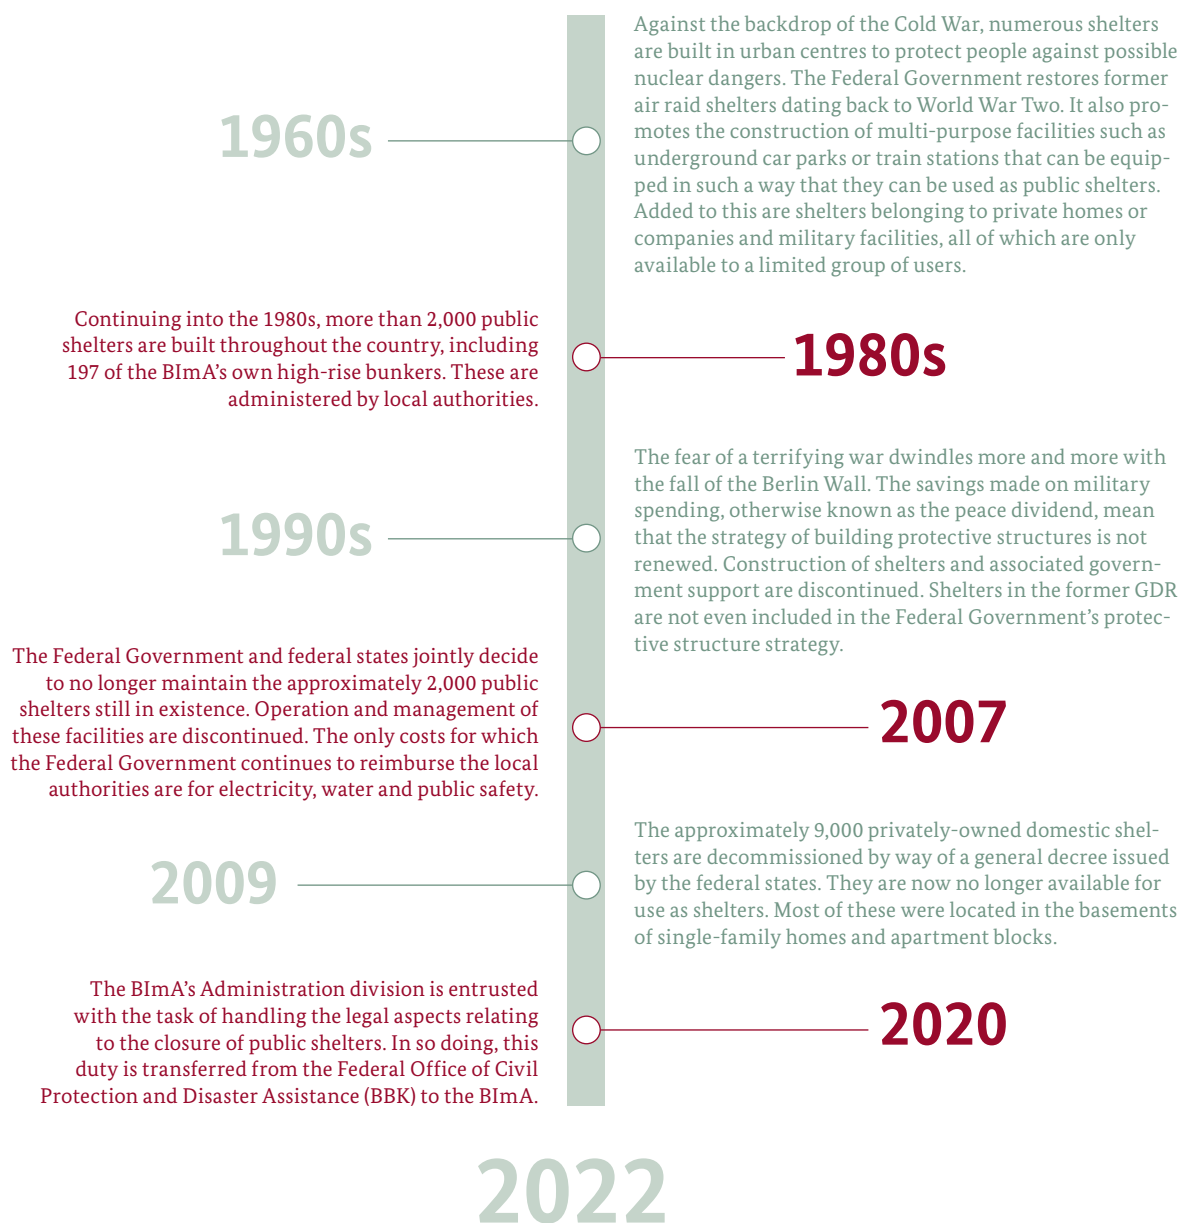 Against the backdrop of the Cold War, numerous shelters
are built in urban centres to protect people against possible
nuclear dangers. The Federal Government restores former
air raid shelters dating back to World War Two. It also pro-
motes the construction of multi-purpose facilities such as
underground car parks or train stations that can be equip-
ped in such a way that they can be used as public shelters.
Added to this are shelters belonging to private homes or
companies and military facilities, all of which are only
available to a limited group of users.
1960s
Continuing into the 1980s, more than 2,000 public
shelters are built throughout the country, including
197 of the BImA’s own high-rise bunkers. These are
administered by local authorities.
1980s
The fear of a terrifying war dwindles more and more with
the fall of the Berlin Wall. The savings made on military
spending, otherwise known as the peace dividend, mean
that the strategy of building protective structures is not
renewed. Construction of shelters and associated govern-
ment support are discontinued. Shelters in the former GDR
are not even included in the Federal Government’s protec-
tive structure strategy.
1990s
The Federal Government and federal states jointly decide
to no longer maintain the approximately 2,000 public
shelters still in existence. Operation and management of
these facilities are discontinued. The only costs for which
the Federal Government continues to reimburse the local
authorities are for electricity, water and public safety.
2007
The approximately 9,000 privately-owned domestic shel-
ters are decommissioned by way of a general decree issued
by the federal states. They are now no longer available for
use as shelters. Most of these were located in the basements
of single-family homes and apartment blocks.
2009
The BImA’s Administration division is entrusted
with the task of handling the legal aspects relating
to the closure of public shelters. In so doing, this
duty is transferred from the Federal Office of Civil
Protection and Disaster Assistance (BBK) to the BImA.
2020
2022